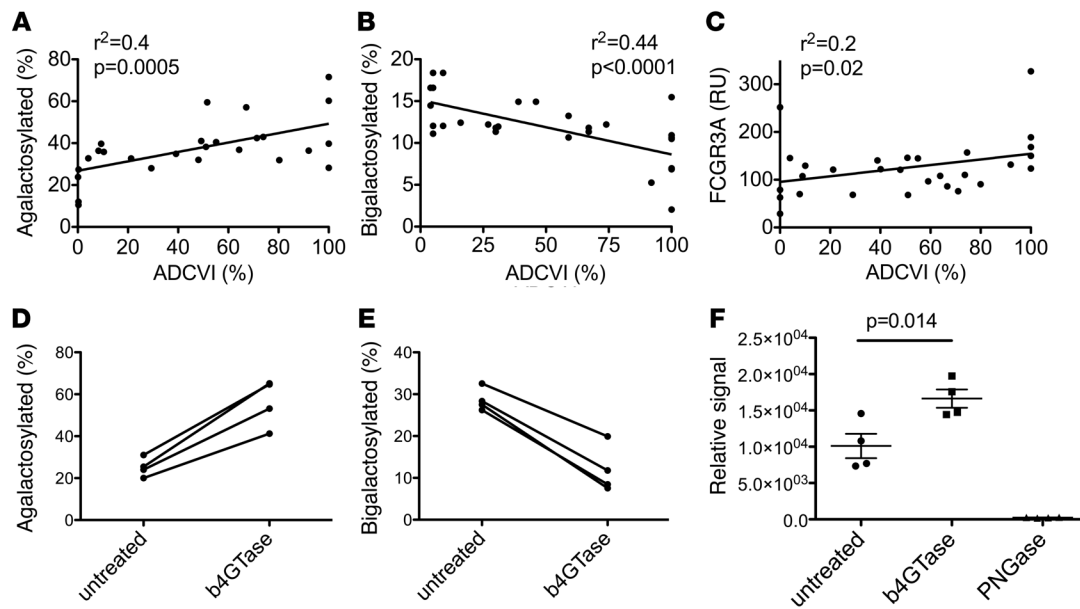 A
r²=0.4
p=0.0005
Agalactosylated (%)
80
60
40
20
0
0 20 40 60 80 100
ADCVI (%)
B
r²=0.44
p<0.0001
Bigalactosylated (%)
20
15
10
5
0
0 25 50 75 100
ADCVI (%)
C
r²=0.2
p=0.02
FCGR3A (RU)
300
200
100
0
0 20 40 60 80 100
ADCVI (%)
D
Agalactosylated (%)
80
60
40
20
0
untreated
b4GTase
E
Bigalactosylated (%)
40
30
20
10
0
untreated
b4GTase
F
p=0.014
Relative signal
2.5×10⁰⁴
2.0×10⁰⁴
1.5×10⁰⁴
1.0×10⁰⁴
5.0×10⁰³
0.0
untreated
b4GTase
PNGase